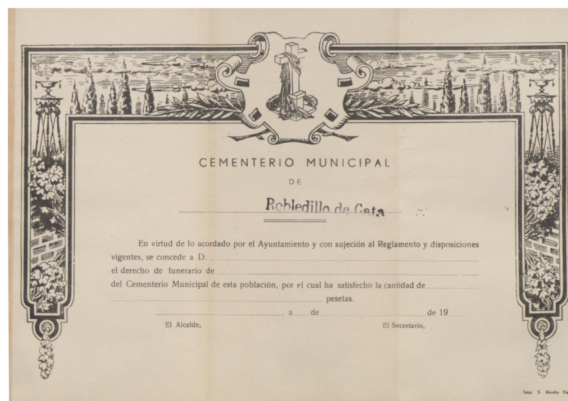 CEMENTERIO MUNICIPAL
DE
Robledillo de Gata
En virtud de lo acordado por el Ayuntamiento y con sujeción al Reglamento y disposiciones
vigentes, se concede a D.
el derecho de funerario de
del Cementerio Municipal de esta población, por el cual ha satisfecho la cantidad de
pesetas.
, a de de 19
El Alcalde, El Secretario,